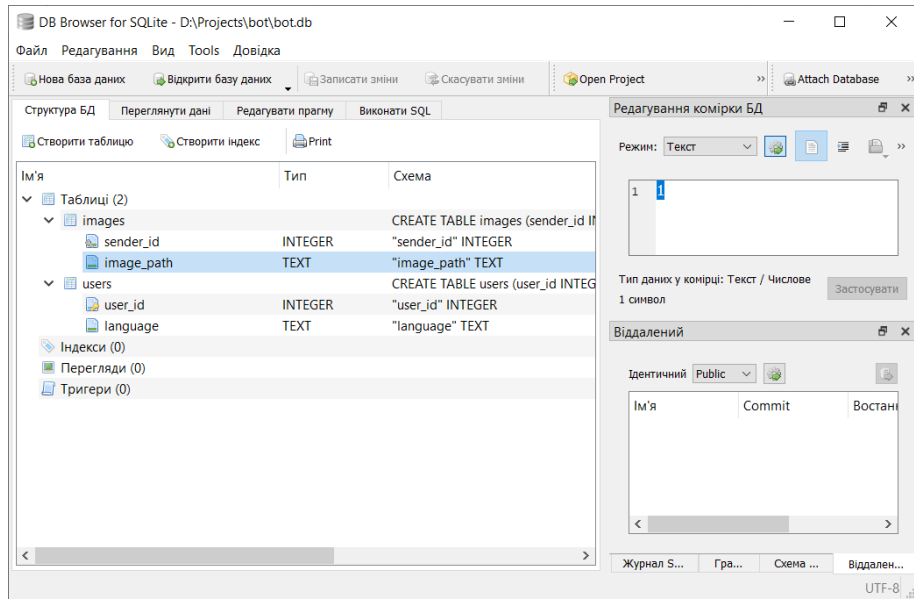 DB Browser for SQLite - D:\Projects\bot\bot.db
Файл Редагування Вид Tools Довідка
Нова база даних Відкрити базу даних Записати зміни Скасувати зміни Open Project » Attach Database »
Структура БД Переглянути дані Редагувати прагму Виконати SQL
Створити таблицю Створити індекс Print
Ім'я Тип Схема
Таблиці (2)
images CREATE TABLE images (sender_id IN
sender_id INTEGER "sender_id" INTEGER
image_path TEXT "image_path" TEXT
users CREATE TABLE users (user_id INTEG
user_id INTEGER "user_id" INTEGER
language TEXT "language" TEXT
Індекси (0)
Перегляди (0)
Тригери (0)
Редагування комірки БД
Режим: Текст »
1 1
Тип даних у комірці: Текст / Числове
1 символ
Застосувати
Віддалений
Ідентичний Public
Ім'я Commit Востанн
Журнал S... Гра... Схема ... Віддален...
UTF-8